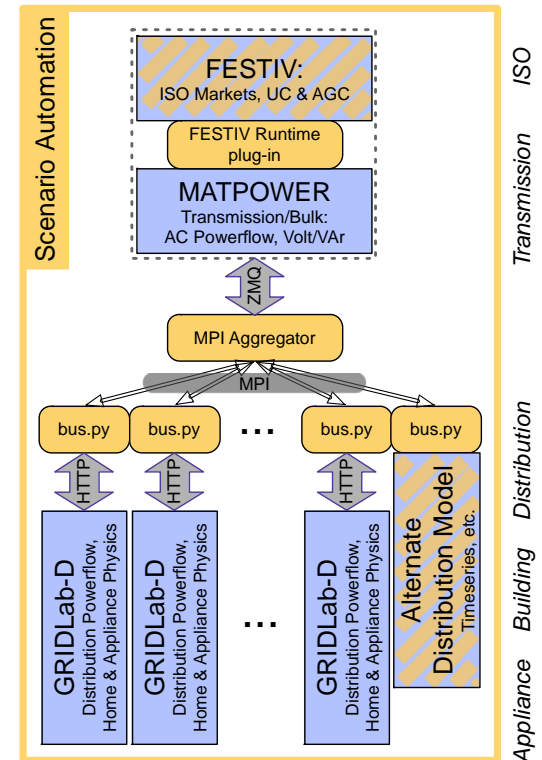 Scenario Automation
FESTIV:
ISO Markets, UC & AGC
FESTIV Runtime
plug-in
MATPOWER
Transmission/Bulk:
AC Powerflow, Volt/VAr
ZMQ
MPI Aggregator
MPI
bus.py
bus.py
...
bus.py
bus.py
HTTP
HTTP
HTTP
GRIDLab-D
Distribution Powerflow,
Home & Appliance Physics
GRIDLab-D
Distribution Powerflow,
Home & Appliance Physics
...
GRIDLab-D
Distribution Powerflow,
Home & Appliance Physics
Alternate
Distribution Model
Timeseries, etc.
ISO
Transmission
Distribution
Building
Appliance